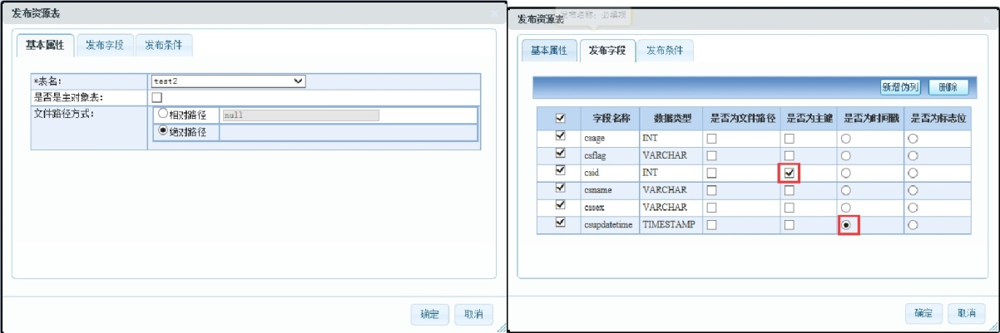 发布资源表
基本属性 发布字段 发布条件
*表名： test2
是否是主对象表：
文件路径方式： 相对路径 null
绝对路径
确定 取消
发布资源表 发布名称：必填项
基本属性 发布字段 发布条件
新增伪列 删除
字段名称 数据类型 是否为文件路径 是否为主键 是否为时间戳 是否为标志位
csage INT
csflag VARCHAR
csid INT
csname VARCHAR
cssex VARCHAR
csupdatetime TIMESTAMP
确定 取消